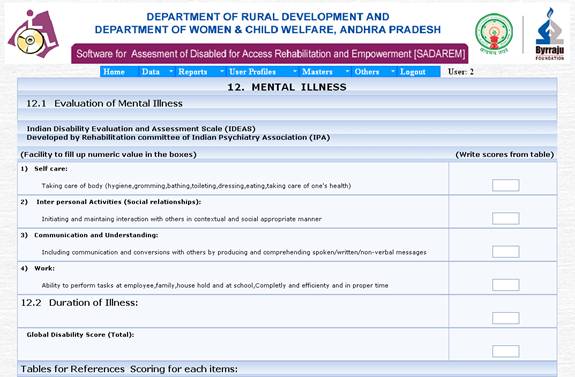 DEPARTMENT OF RURAL DEVELOPMENT AND
DEPARTMENT OF WOMEN & CHILD WELFARE, ANDHRA PRADESH
Software for Assesment of Disabled for Access Rehabilitation and Empowerment [SADAREM]
Byrraju
FOUNDATION
Home Data Reports User Profiles Masters Others Logout User: 2
12. MENTAL ILLNESS
12.1 Evaluation of Mental Illness
Indian Disability Evaluation and Assessment Scale (IDEAS)
Developed by Rehabilitation committee of Indian Psychiatry Association (IPA)
(Facility to fill up numeric value in the boxes) (Write scores from table)
1) Self care:
Taking care of body (hygiene,gromming,bathing,toileting,dressing,eating,taking care of one's health)
2) Inter personal Activities (Social relationships):
Initiating and maintaing interaction with others in contextual and social appropriate manner
3) Communication and Understanding:
Including communication and conversions with others by producing and comprehending spoken/written/non-verbal messages
4) Work:
Ability to perform tasks at employee,family,house hold and at school,Completly and efficienty and in proper time
12.2 Duration of Illness:
Global Disability Score (Total):
Tables for References Scoring for each items: